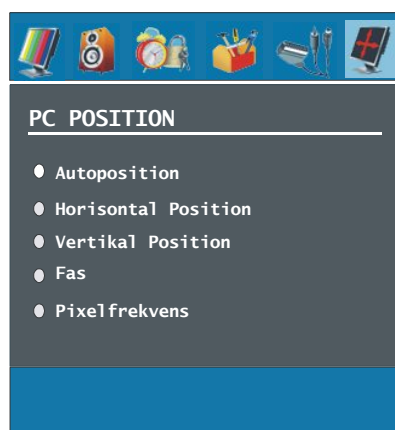 PC POSITION
Autoposition
Horisontal Position
Vertikal Position
Fas
Pixelfrekvens